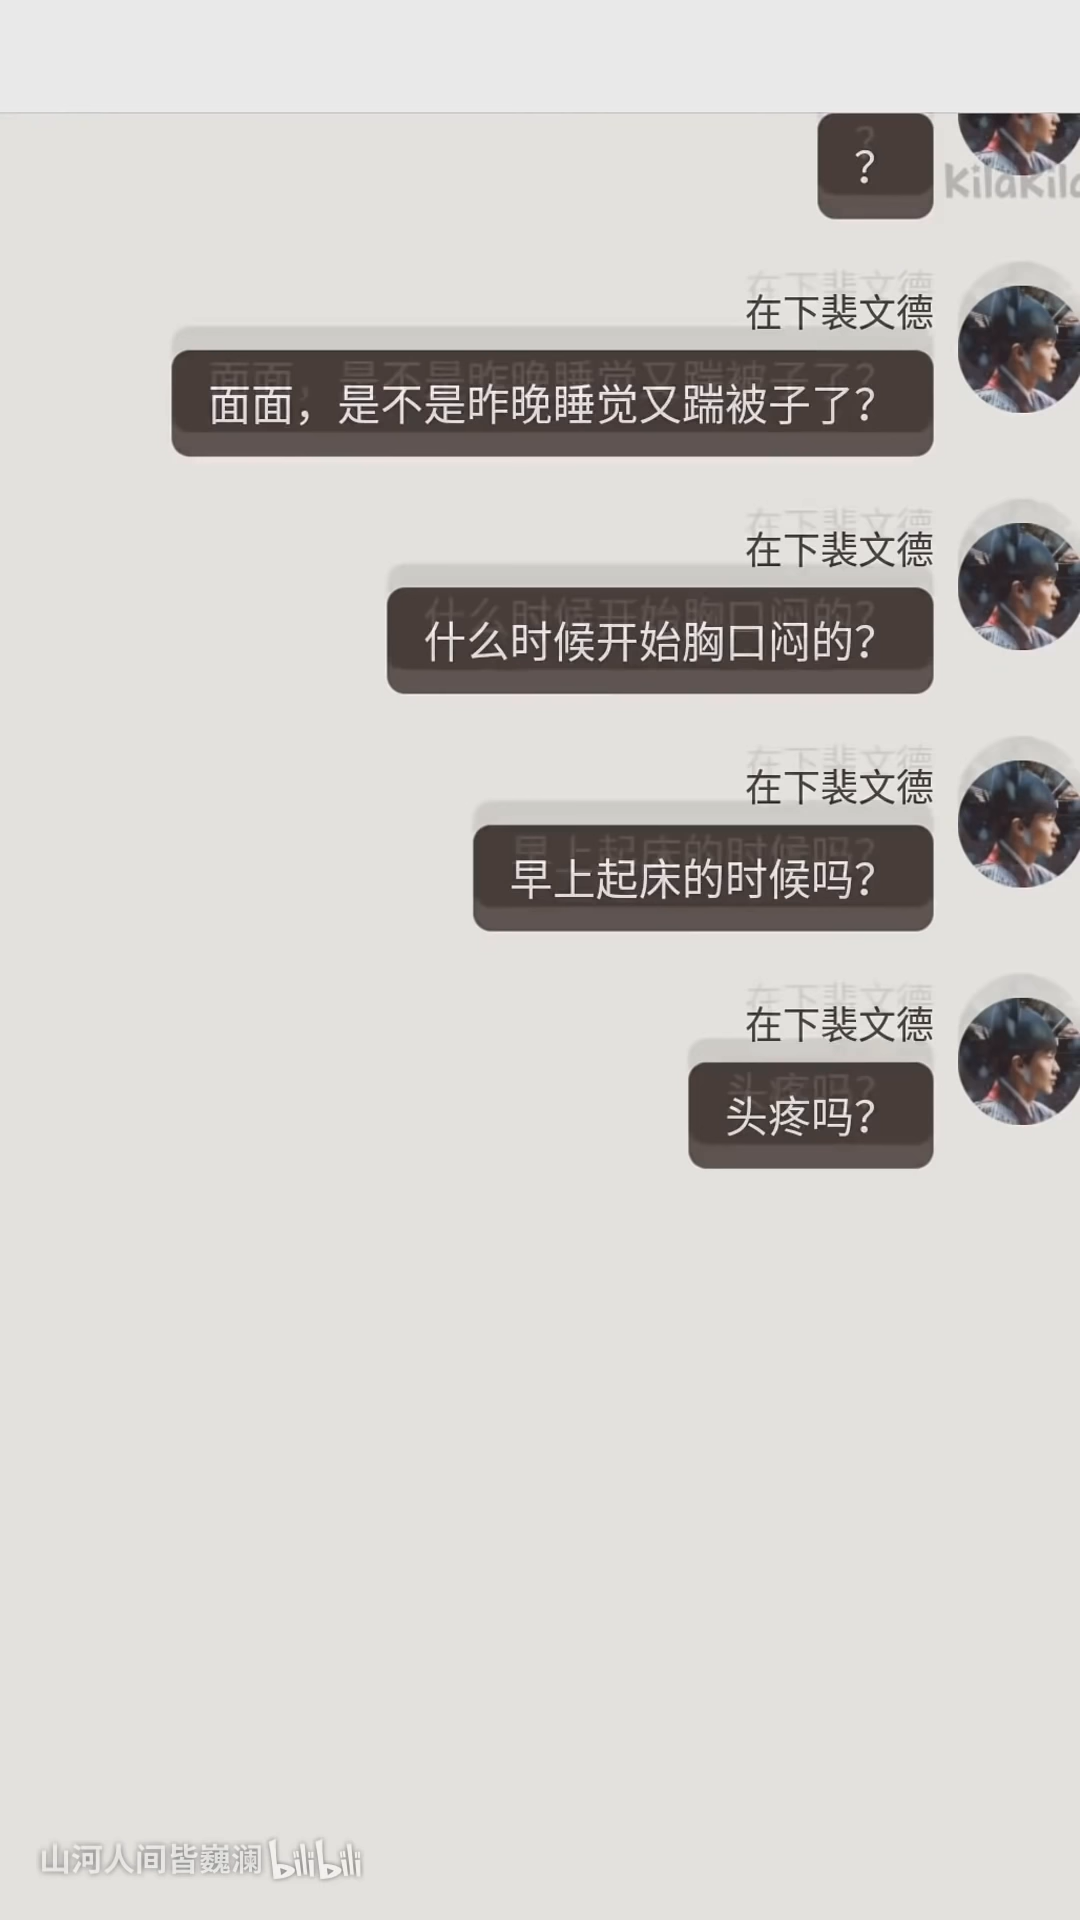 ？
kilakila
在下裴文德
面面，是不是昨晚睡觉又踹被子了？
在下裴文德
什么时候开始胸口闷的？
在下裴文德
早上起床的时候吗？
在下裴文德
头疼吗？
山河人间皆巍澜 bilibili